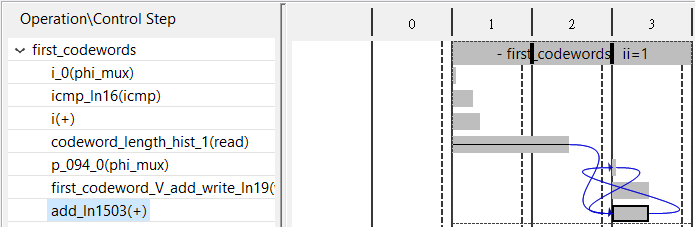 Operation\Control Step
0 1 2 3
first_codewords
- first_codewords ii=1
i_0(phi_mux)
icmp_ln16(icmp)
i(+)
codeword_length_hist_1(read)
p_094_0(phi_mux)
first_codeword_V_add_write_ln19(
add_ln1503(+)